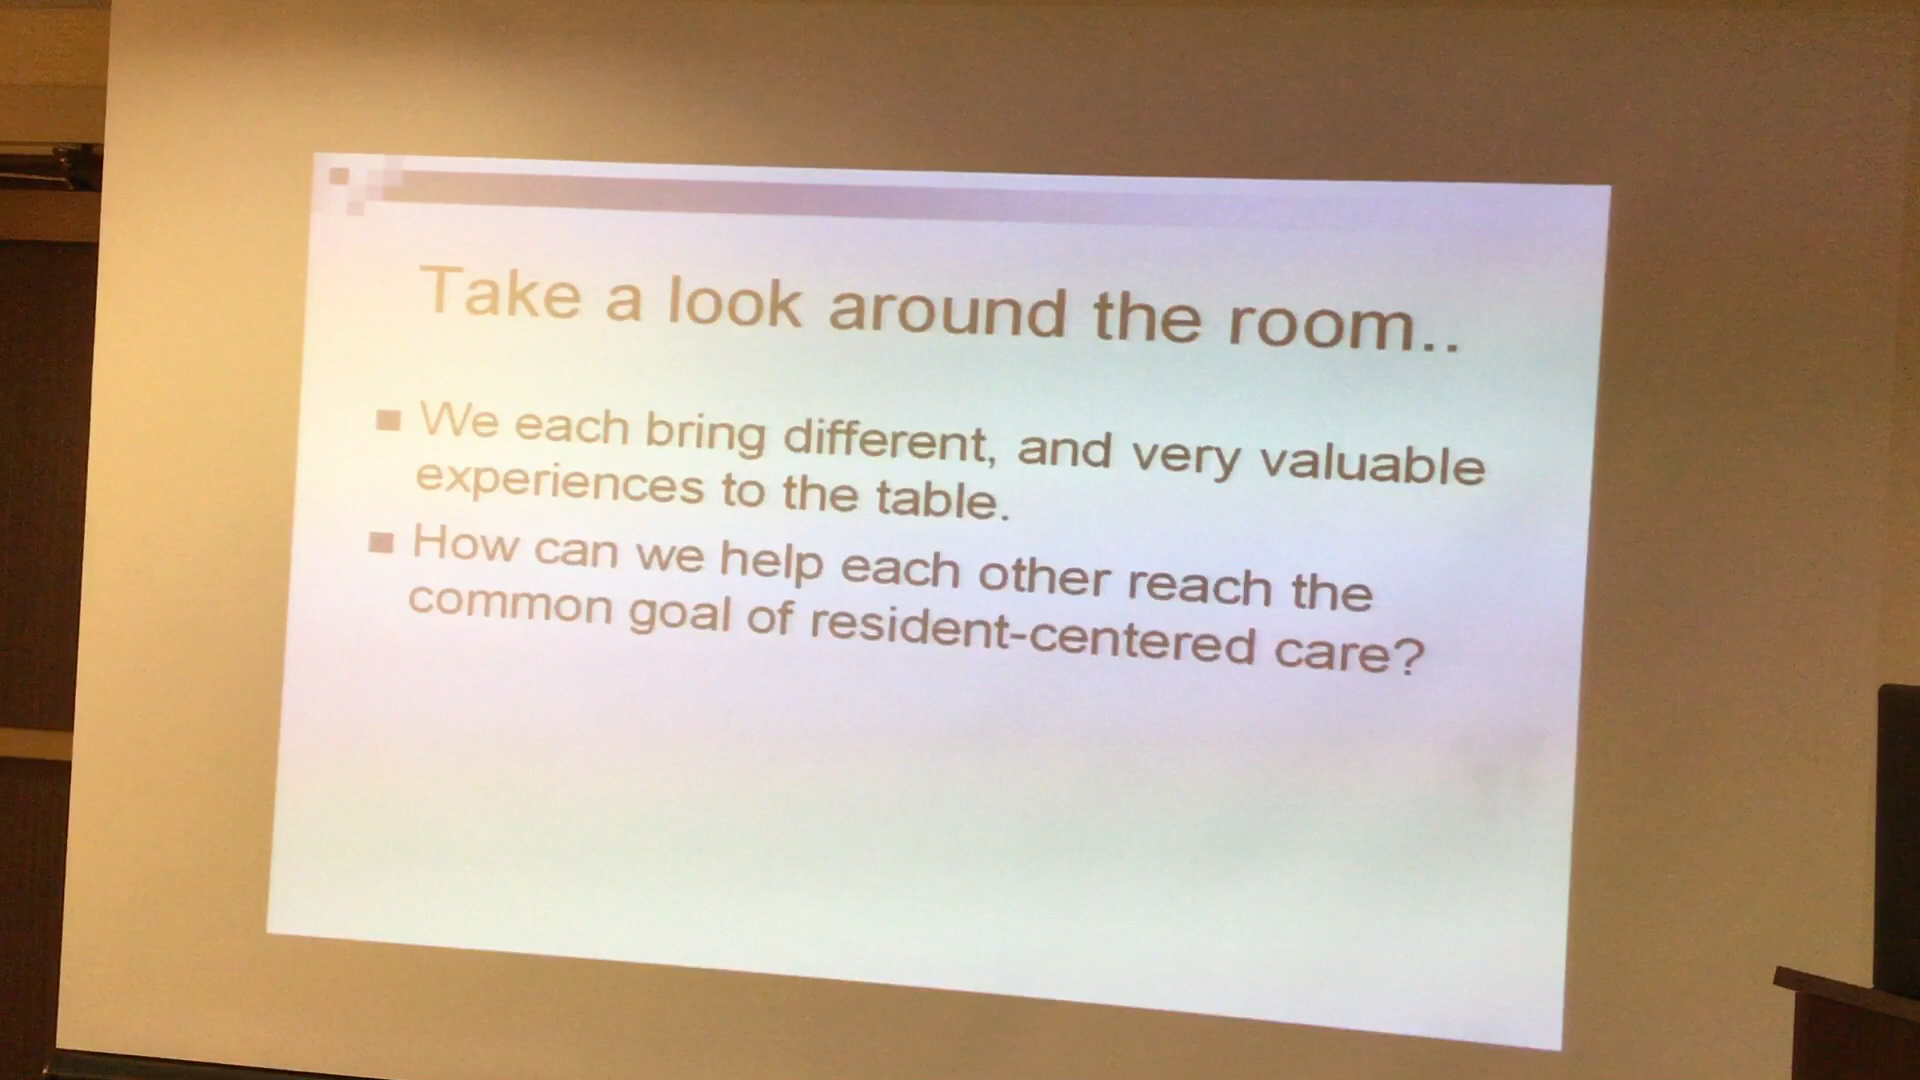 Take a look around the room..
We each bring different, and very valuable
experiences to the table.
How can we help each other reach the
common goal of resident-centered care?